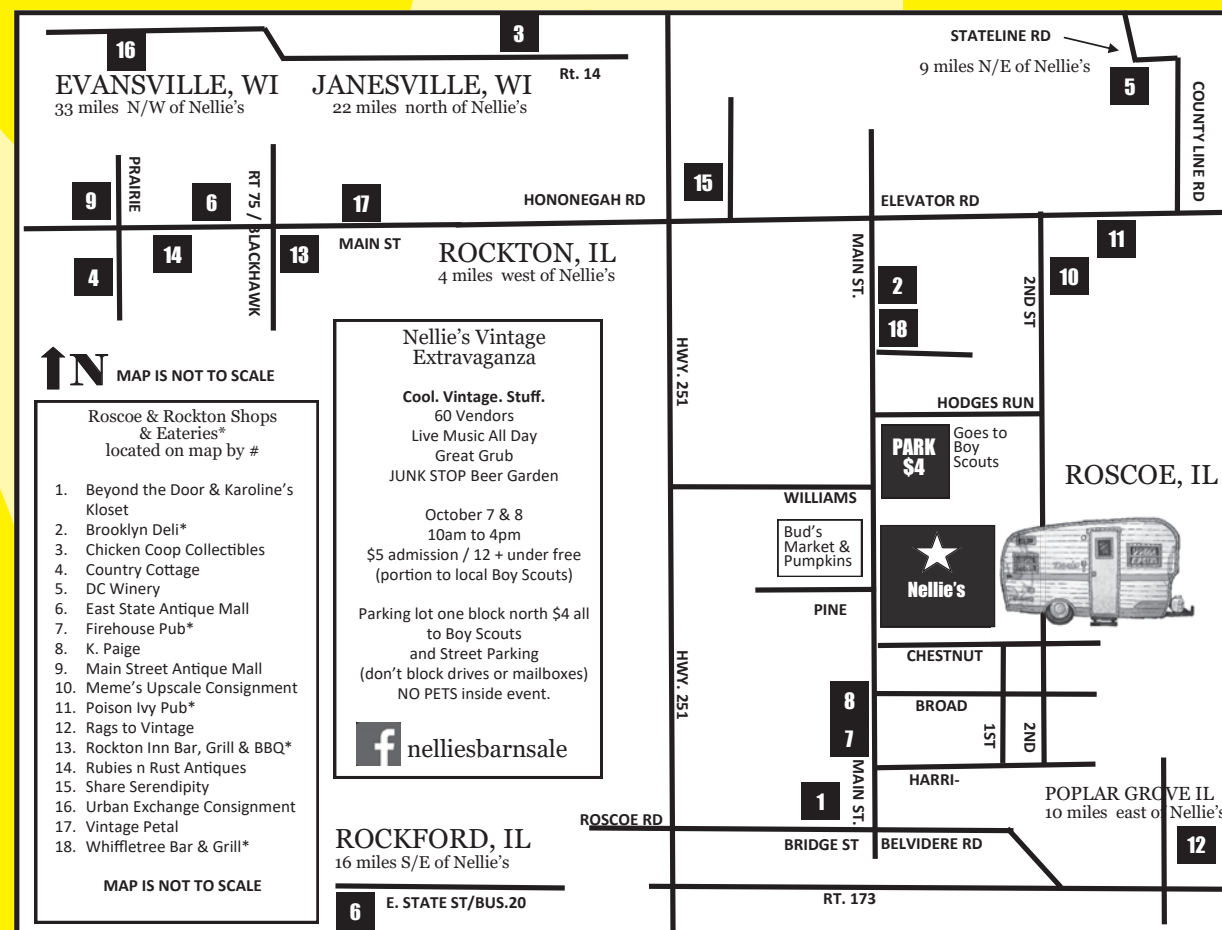 16
3
Rt. 14
EVANSVILLE, WI
33 miles N/W of Nellie's
JANESVILLE, WI
22 miles north of Nellie's
STATELINE RD
9 miles N/E of Nellie's
5
COUNTY LINE RD
9
PRAIRIE
6
RT 75 / BLACKHAWK
17
HONONEGAH RD
15
ELEVATOR RD
4
14
13
MAIN ST
ROCKTON, IL
4 miles west of Nellie's
MAIN ST.
2
18
2ND ST
11
10
HWY. 251
N MAP IS NOT TO SCALE
Roscoe & Rockton Shops
& Eateries*
located on map by #
1. Beyond the Door & Karoline's
Kloset
2. Brooklyn Deli*
3. Chicken Coop Collectibles
4. Country Cottage
5. DC Winery
6. East State Antique Mall
7. Firehouse Pub*
8. K. Paige
9. Main Street Antique Mall
10. Meme's Upscale Consignment
11. Poison Ivy Pub*
12. Rags to Vintage
13. Rockton Inn Bar, Grill & BBQ*
14. Rubies n Rust Antiques
15. Share Serendipity
16. Urban Exchange Consignment
17. Vintage Petal
18. Whiffletree Bar & Grill*
MAP IS NOT TO SCALE
Nellie's Vintage
Extravaganza
Cool. Vintage. Stuff.
60 Vendors
Live Music All Day
Great Grub
JUNK STOP Beer Garden
October 7 & 8
10am to 4pm
$5 admission / 12 + under free
(portion to local Boy Scouts)
Parking lot one block north $4 all
to Boy Scouts
and Street Parking
(don't block drives or mailboxes)
NO PETS inside event.
f nelliesbarnsale
HODGES RUN
PARK
$4
Goes to
Boy
Scouts
ROSCOE, IL
WILLIAMS
Bud's
Market &
Pumpkins
Nellie's
PINE
CHESTNUT
HWY. 251
8
BROAD
7
1ST
2ND
MAIN ST.
HARRI-
1
POPLAR GROVE IL
10 miles east of Nellie's
12
ROSCOE RD
BRIDGE ST
BELVIDERE RD
ROCKFORD, IL
16 miles S/E of Nellie's
6
E. STATE ST/BUS.20
RT. 173